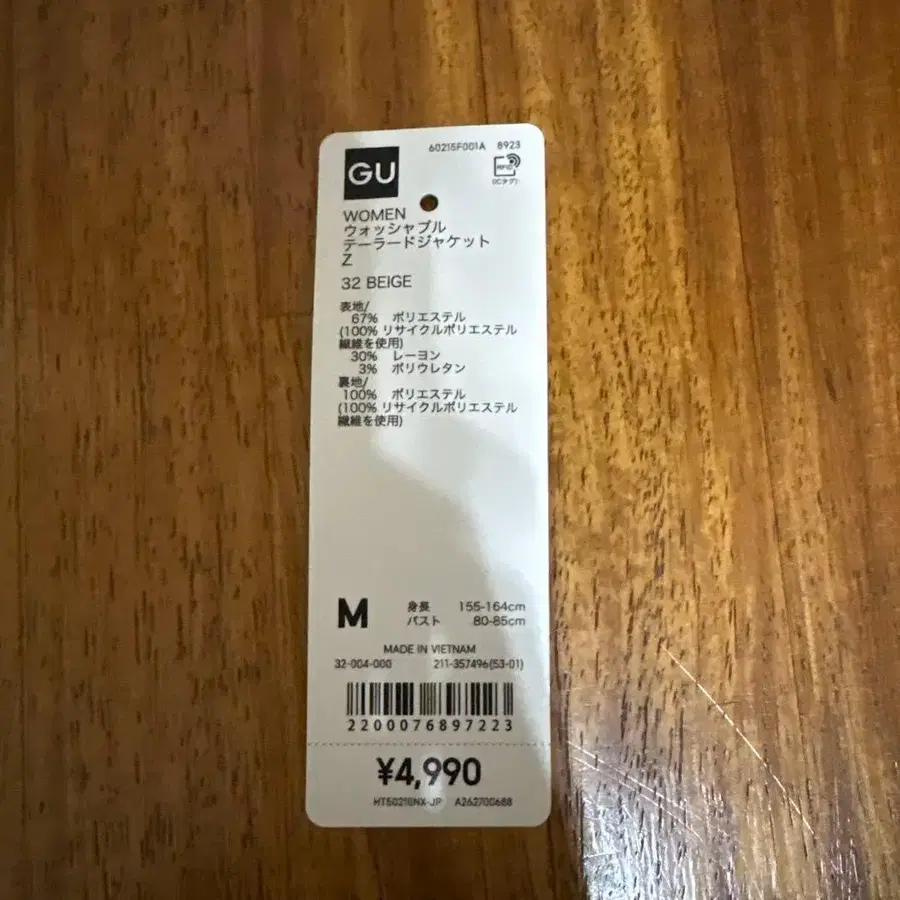 GU
60215F001A 8923
RFID
(ICタグ)
WOMEN
ウォッシャブル
テーラードジャケット
Z
32 BEIGE
表地/
67% ポリエステル
(100% リサイクルポリエステル
繊維を使用)
30% レーヨン
3% ポリウレタン
裏地/
100% ポリエステル
(100% リサイクルポリエステル
繊維を使用)
M 身長 155-164cm
バスト 80-85cm
MADE IN VIETNAM
32-004-000 211-357496(53-01)
2200076897223
¥4,990
HT50216NX-JP A262700688